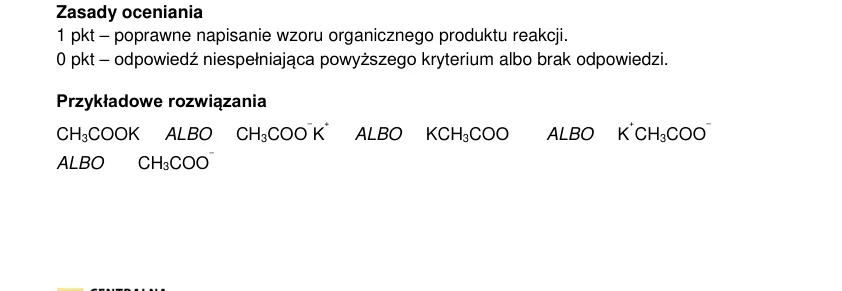 Zasady oceniania
1 pkt – poprawne napisanie wzoru organicznego produktu reakcji.
0 pkt – odpowiedź niespełniająca powyższego kryterium albo brak odpowiedzi.
Przykładowe rozwiązania
CH₃COOK ALBO CH₃COO⁻K⁺ ALBO KCH₃COO ALBO K⁺CH₃COO⁻
ALBO CH₃COO⁻